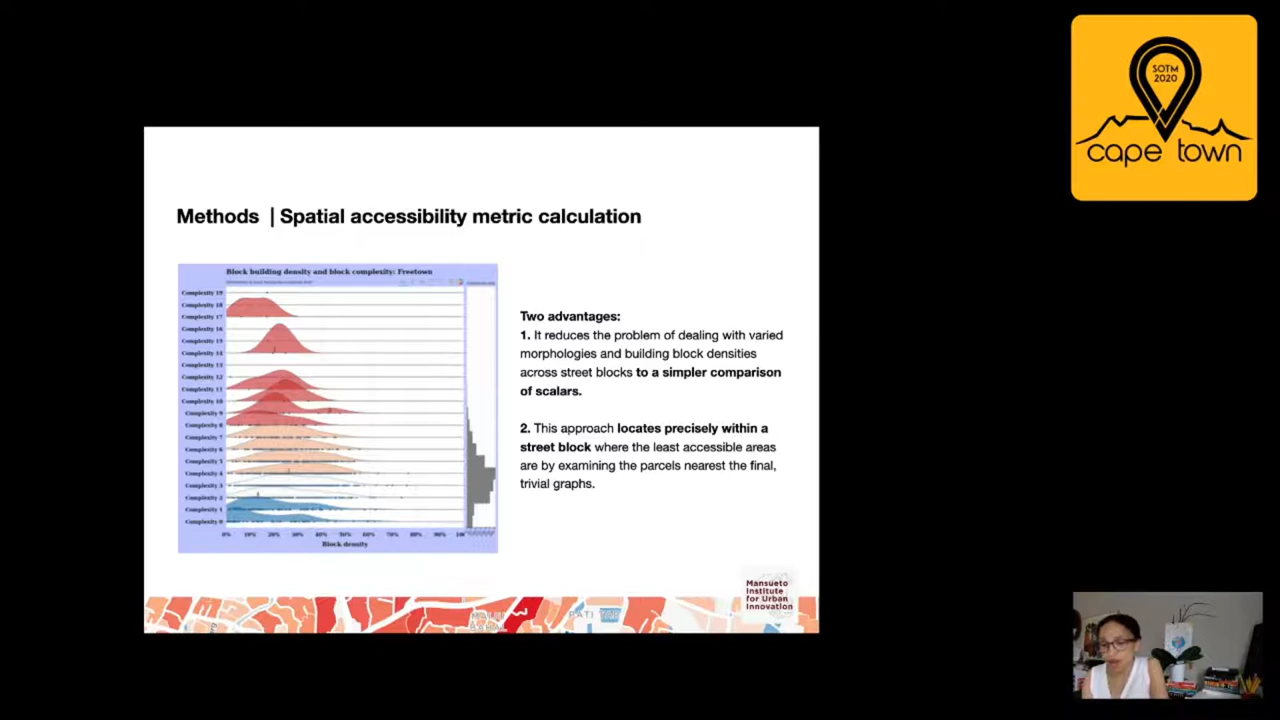 SOTM
2020
cape town
Methods | Spatial accessibility metric calculation
Block building density and block complexity: Freetown
Complexity 19
Complexity 18
Complexity 17
Complexity 16
Complexity 15
Complexity 14
Complexity 13
Complexity 12
Complexity 11
Complexity 10
Complexity 9
Complexity 8
Complexity 7
Complexity 6
Complexity 5
Complexity 4
Complexity 3
Complexity 2
Complexity 1
Complexity 0
0% 10% 20% 30% 40% 50% 60% 70% 80% 90%
Block density
Two advantages:
1. It reduces the problem of dealing with varied
morphologies and building block densities
across street blocks to a simpler comparison
of scalars.
2. This approach locates precisely within a
street block where the least accessible areas
are by examining the parcels nearest the final,
trivial graphs.
Mansueto
Institute
for Urban
Innovation